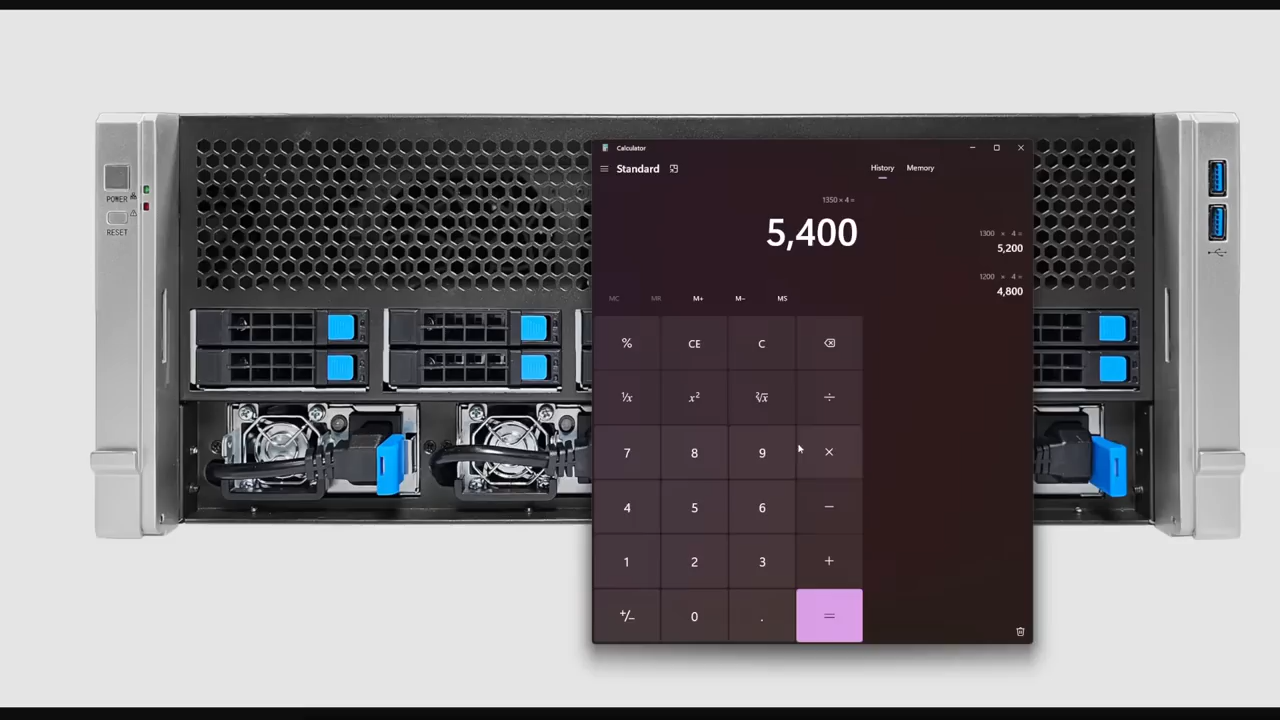 POWER
RESET
Calculator
Standard
History Memory
1350 × 4 =
5,400
1300 × 4 =
5,200
1200 × 4 =
4,800
MC MR M+ M− MS
% CE C
⅟x x² ²√x ÷
7 8 9 ×
4 5 6 −
1 2 3 +
+/− 0 . =